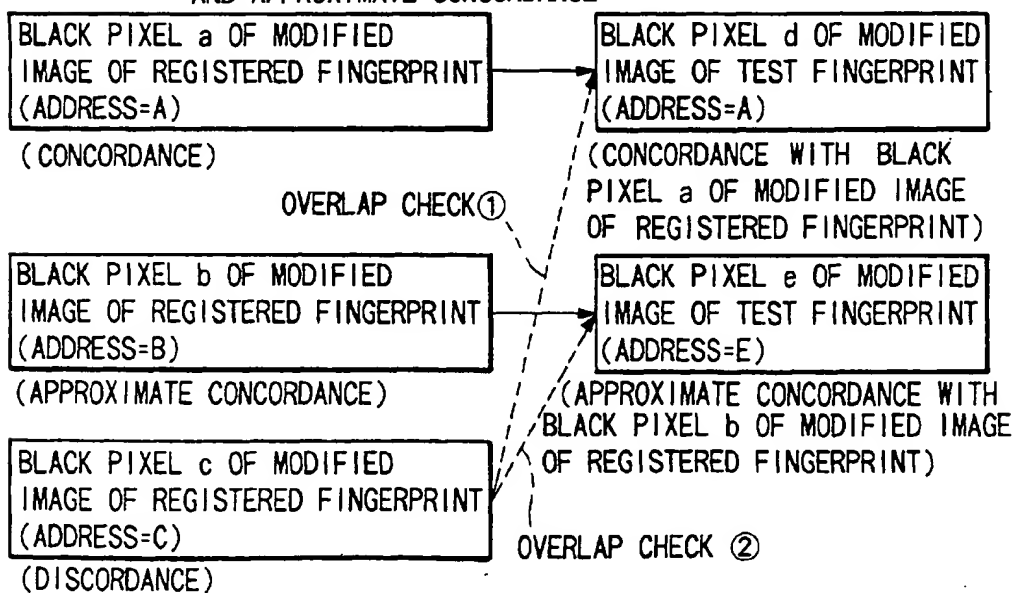 AND APPROXIMATE CONCORDANCE
BLACK PIXEL a OF MODIFIED
IMAGE OF REGISTERED FINGERPRINT
(ADDRESS=A)
(CONCORDANCE)
BLACK PIXEL d OF MODIFIED
IMAGE OF TEST FINGERPRINT
(ADDRESS=A)
(CONCORDANCE WITH BLACK
PIXEL a OF MODIFIED IMAGE
OF REGISTERED FINGERPRINT)
OVERLAP CHECK①
BLACK PIXEL b OF MODIFIED
IMAGE OF REGISTERED FINGERPRINT
(ADDRESS=B)
(APPROXIMATE CONCORDANCE)
BLACK PIXEL e OF MODIFIED
IMAGE OF TEST FINGERPRINT
(ADDRESS=E)
(APPROXIMATE CONCORDANCE WITH
BLACK PIXEL b OF MODIFIED IMAGE
OF REGISTERED FINGERPRINT)
BLACK PIXEL c OF MODIFIED
IMAGE OF REGISTERED FINGERPRINT
(ADDRESS=C)
(DISCORDANCE)
OVERLAP CHECK ②